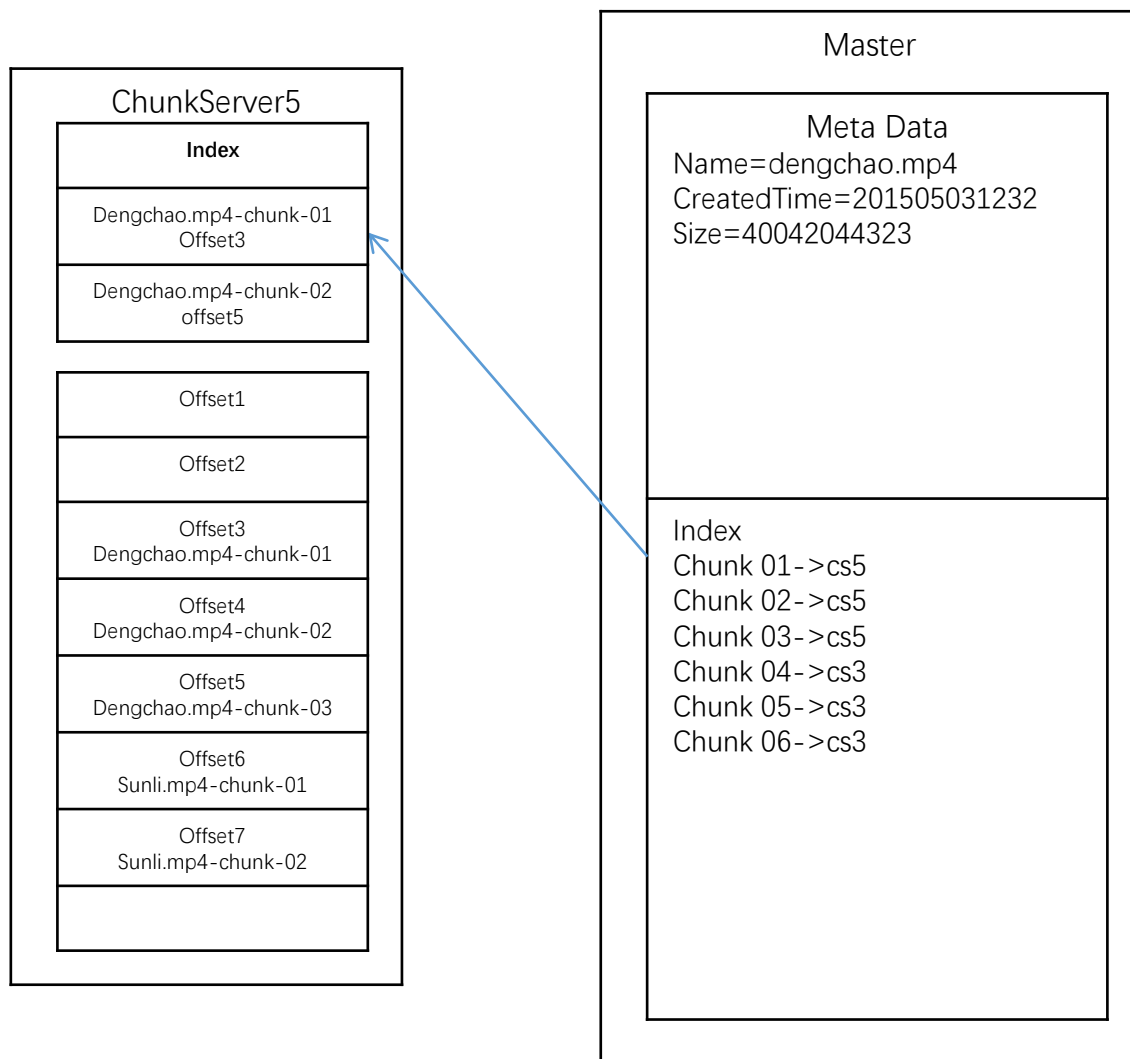 ChunkServer5
Index
Dengchao.mp4-chunk-01
Offset3
Dengchao.mp4-chunk-02
offset5
Offset1
Offset2
Offset3
Dengchao.mp4-chunk-01
Offset4
Dengchao.mp4-chunk-02
Offset5
Dengchao.mp4-chunk-03
Offset6
Sunli.mp4-chunk-01
Offset7
Sunli.mp4-chunk-02
Master
Meta Data
Name=dengchao.mp4
CreatedTime=201505031232
Size=40042044323
Index
Chunk 01->cs5
Chunk 02->cs5
Chunk 03->cs5
Chunk 04->cs3
Chunk 05->cs3
Chunk 06->cs3